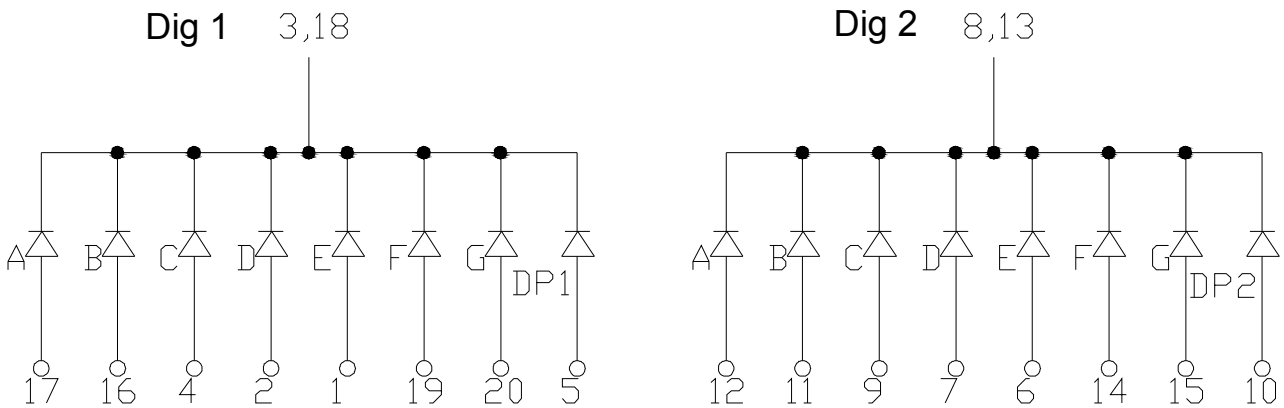 Dig 1 3,18
Dig 2 8,13
A B C D E F G DP1
A B C D E F G DP2
17 16 4 2 1 19 20 5
12 11 9 7 6 14 15 10